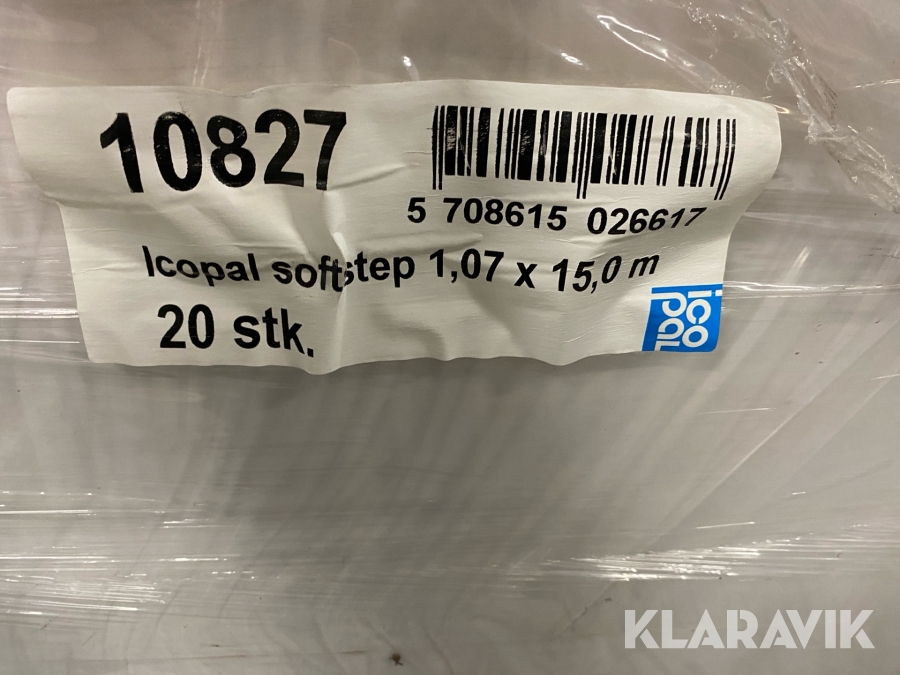 10827
5 708615 026617
Icopal softstep 1,07 x 15,0 m
20 stk.
ico
pal
KLARAVIK